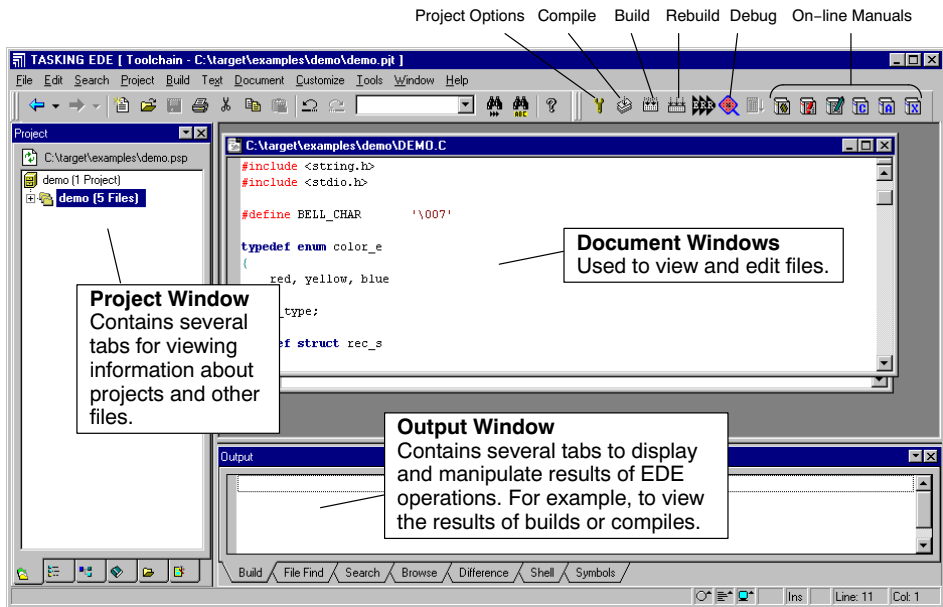 Project Options Compile Build Rebuild Debug On-line Manuals
TASKING EDE [ Toolchain - C:\target\examples\demo\demo.pjt ]
File Edit Search Project Build Text Document Customize Tools Window Help
Project
C:\target\examples\demo.psp
demo (1 Project)
demo (5 Files)
C:\target\examples\demo\DEMO.C
#include <string.h>
#include <stdio.h>
#define BELL_CHAR '\007'
typedef enum color_e
{
red, yellow, blue
_type;
ef struct rec_s
Document Windows
Used to view and edit files.
Project Window
Contains several
tabs for viewing
information about
projects and other
files.
Output Window
Contains several tabs to display
and manipulate results of EDE
operations. For example, to view
the results of builds or compiles.
Output
Build File Find Search Browse Difference Shell Symbols
Ins Line: 11 Col: 1